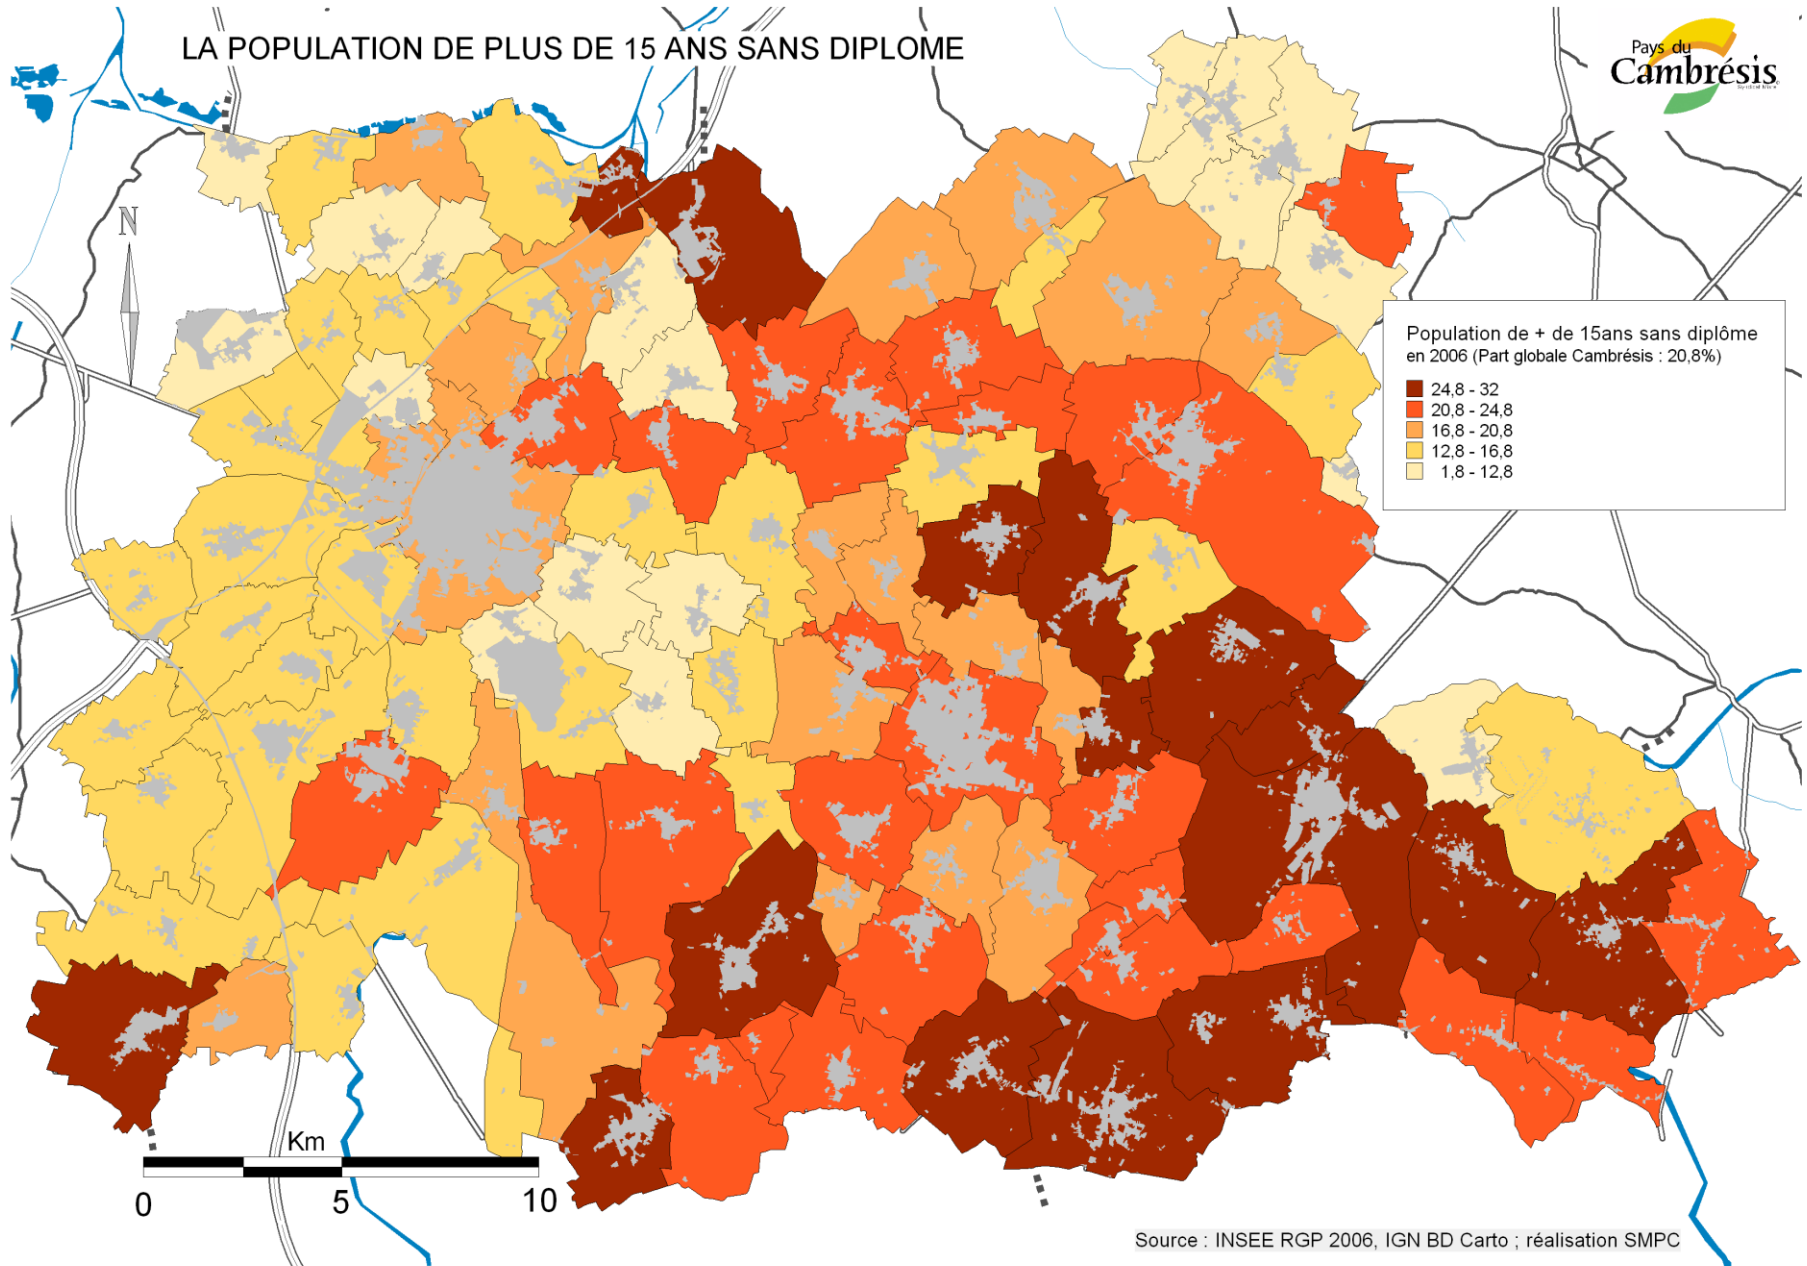 LA POPULATION DE PLUS DE 15 ANS SANS DIPLOME
Pays du
Cambrésis
N
Population de + de 15ans sans diplôme
en 2006 (Part globale Cambrésis : 20,8%)
24,8 - 32
20,8 - 24,8
16,8 - 20,8
12,8 - 16,8
1,8 - 12,8
Km
0 5 10
Source : INSEE RGP 2006, IGN BD Carto ; réalisation SMPC